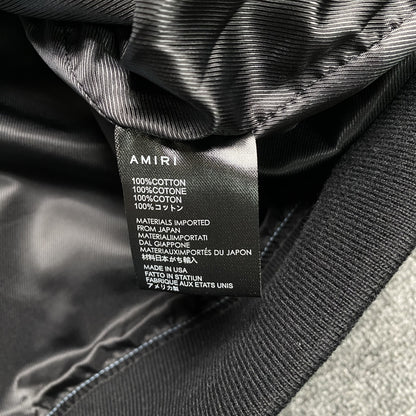 AMIRI
100%COTTON
100%COTONE
100%COTON
100%コットン
MATERIALS IMPORTED
FROM JAPAN
MATERIALIIMPORTATI
DAL GIAPPONE
MATERIAUXIMPORTÉS DU JAPON
材料日本がち輸入
MADE IN USA
FATTO IN STATIUN
FABRIQUE AUX ETATS UNIS
アメリカ製